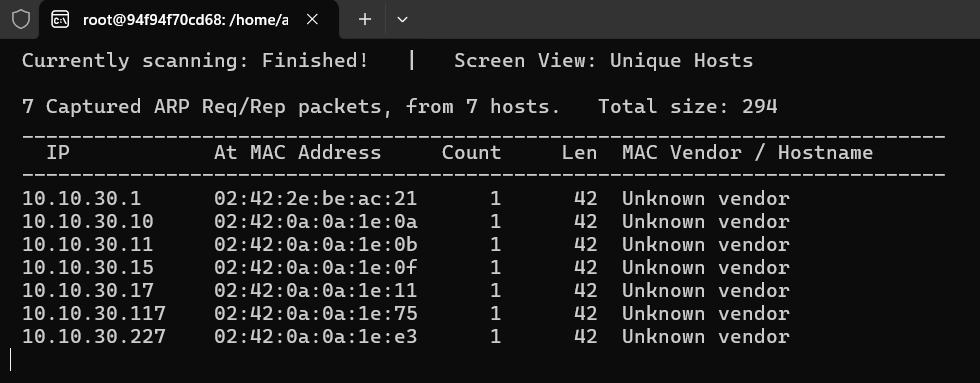 root@94f94f70cd68: /home/a
Currently scanning: Finished!   |   Screen View: Unique Hosts
7 Captured ARP Req/Rep packets, from 7 hosts.   Total size: 294
_____________________________________________________________________________
IP            At MAC Address     Count     Len  MAC Vendor / Hostname
-----------------------------------------------------------------------------
10.10.30.1      02:42:2e:be:ac:21      1      42  Unknown vendor
10.10.30.10     02:42:0a:0a:1e:0a      1      42  Unknown vendor
10.10.30.11     02:42:0a:0a:1e:0b      1      42  Unknown vendor
10.10.30.15     02:42:0a:0a:1e:0f      1      42  Unknown vendor
10.10.30.17     02:42:0a:0a:1e:11      1      42  Unknown vendor
10.10.30.117    02:42:0a:0a:1e:75      1      42  Unknown vendor
10.10.30.227    02:42:0a:0a:1e:e3      1      42  Unknown vendor